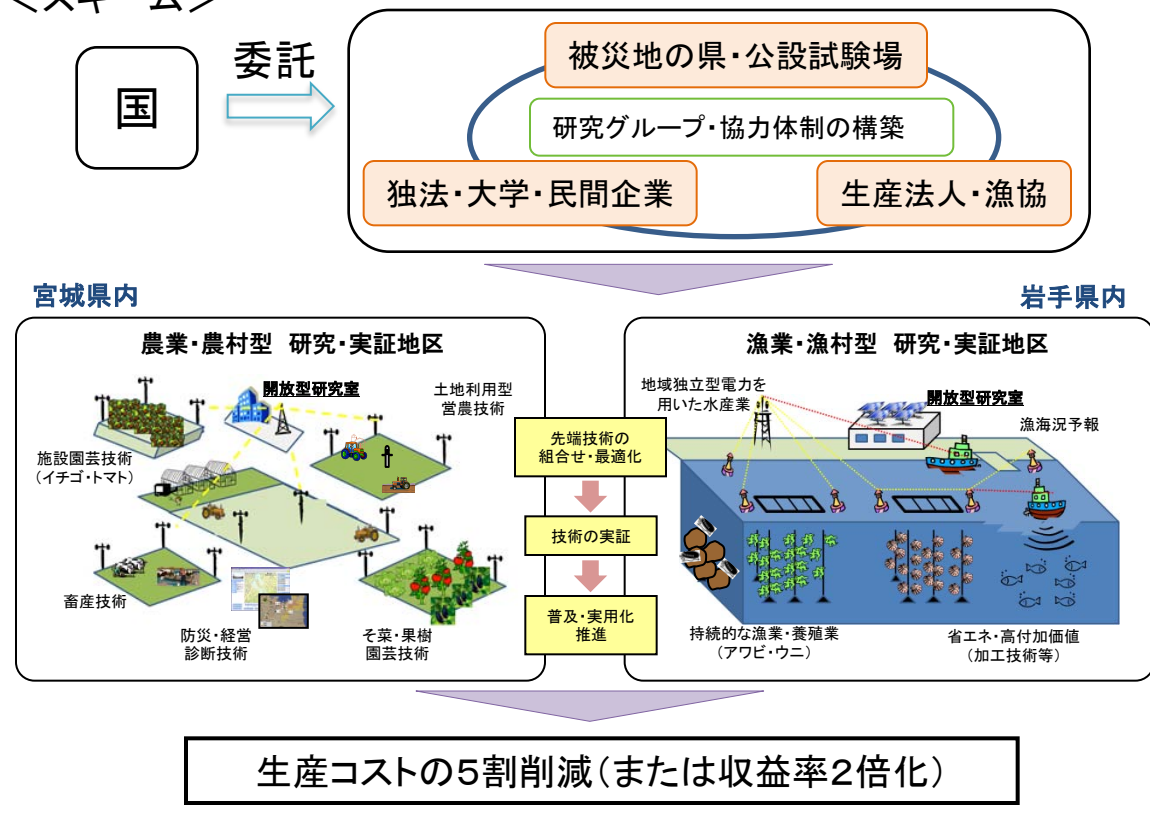 ＜スキーム＞
国
委託
被災地の県・公設試験場
研究グループ・協力体制の構築
独法・大学・民間企業
生産法人・漁協
宮城県内
岩手県内
農業・農村型　研究・実証地区
開放型研究室
土地利用型
営農技術
施設園芸技術
（イチゴ・トマト）
畜産技術
防災・経営
診断技術
そ菜・果樹
園芸技術
先端技術の
組合せ・最適化
技術の実証
普及・実用化
推進
漁業・漁村型　研究・実証地区
地域独立型電力を
用いた水産業
開放型研究室
漁海況予報
持続的な漁業・養殖業
（アワビ・ウニ）
省エネ・高付加価値
（加工技術等）
生産コストの５割削減（または収益率２倍化）